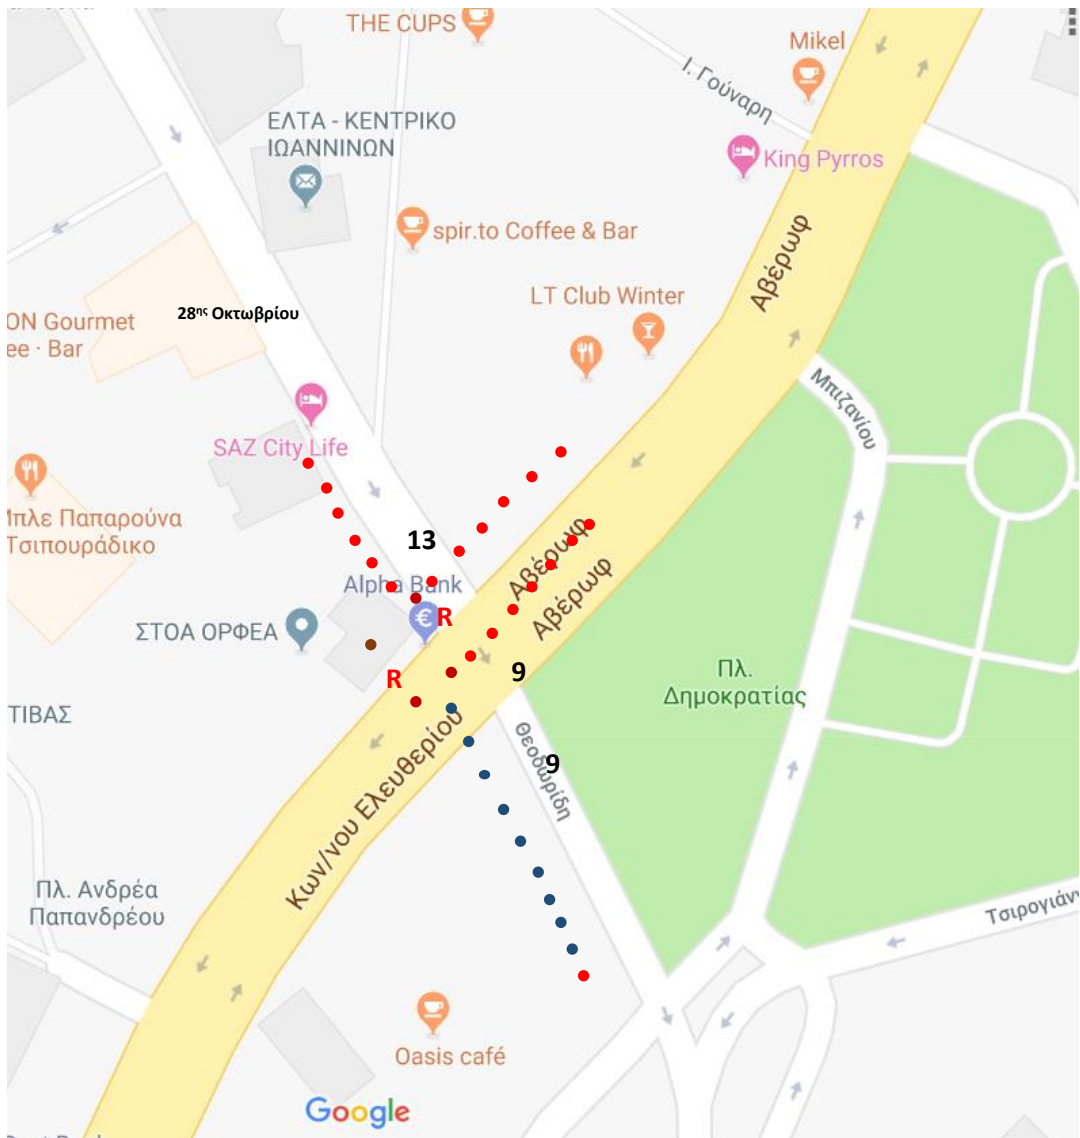 THE CUPS
Mikel
Ι. Γούναρη
ΕΛΤΑ - ΚΕΝΤΡΙΚΟ
ΙΩΑΝΝΙΝΩΝ
King Pyrros
spir.to Coffee & Bar
Αβέρωφ
LT Club Winter
28ης Οκτωβρίου
ON Gourmet
ee · Bar
Μπιζανίου
SAZ City Life
Μπλε Παπαρούνα
Τσιπουράδικο
13
Αβέρωφ
Alpha Bank
€
Αβέρωφ
R
ΣΤΟΑ ΟΡΦΕΑ
R
9
Πλ.
Δημοκρατίας
ΤΙΒΑΣ
Θεοδωρίδη
9
Κων/νου Ελευθερίου
Πλ. Ανδρέα
Παπανδρέου
Τσιρογιάνν
Oasis café
Google